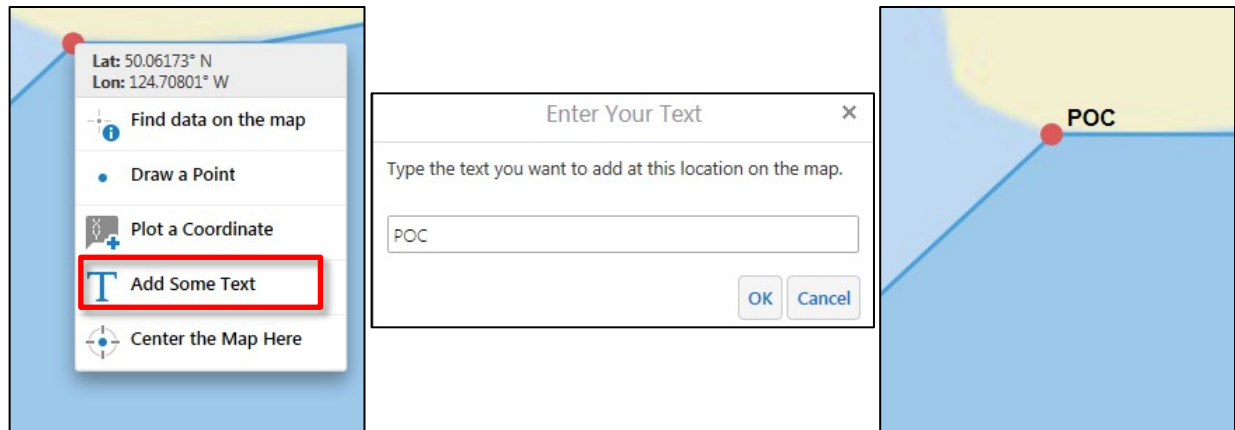 Lat: 50.06173° N
Lon: 124.70801° W
Find data on the map
Draw a Point
Plot a Coordinate
T Add Some Text
Center the Map Here
Enter Your Text ×
Type the text you want to add at this location on the map.
POC
OK Cancel
POC